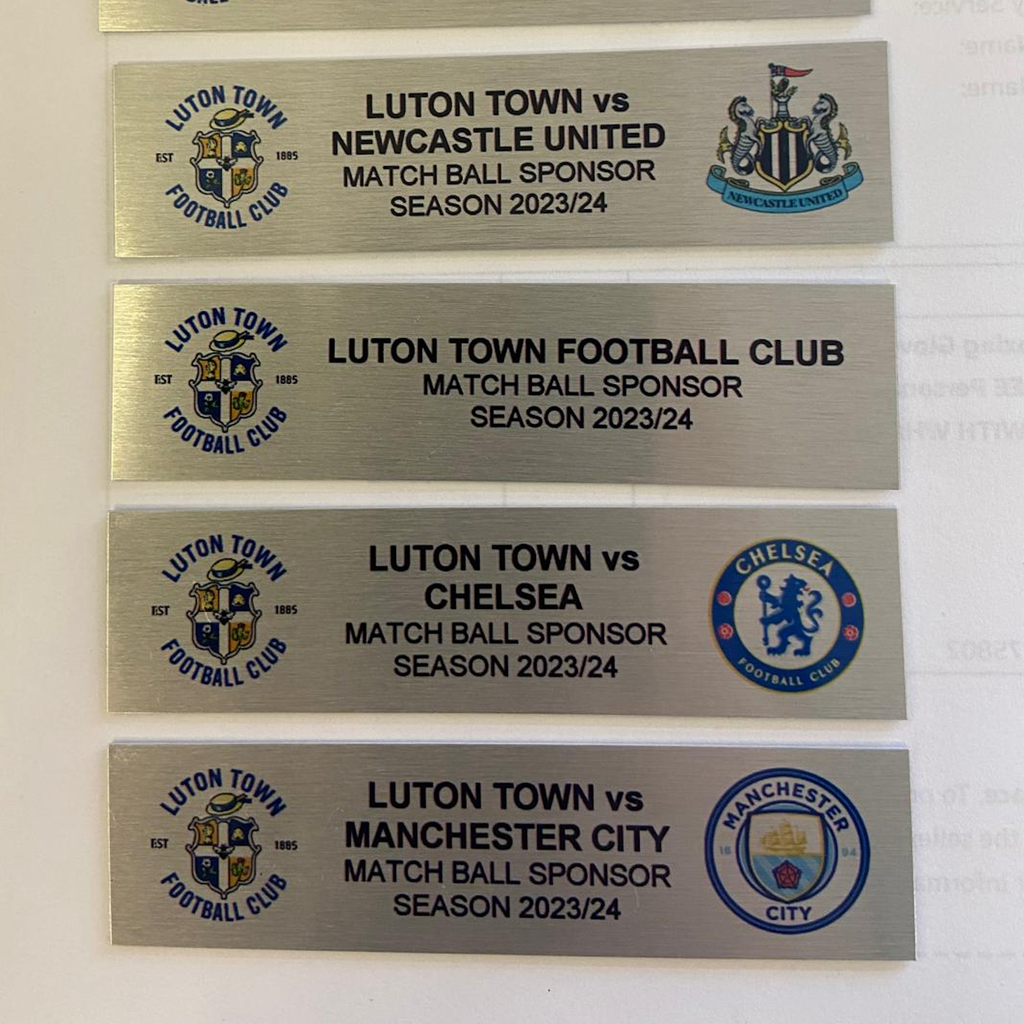 LUTON TOWN
EST 1885
FOOTBALL CLUB
LUTON TOWN vs
NEWCASTLE UNITED
MATCH BALL SPONSOR
SEASON 2023/24
NEWCASTLE UNITED
LUTON TOWN
EST 1885
FOOTBALL CLUB
LUTON TOWN FOOTBALL CLUB
MATCH BALL SPONSOR
SEASON 2023/24
LUTON TOWN
EST 1885
FOOTBALL CLUB
LUTON TOWN vs
CHELSEA
MATCH BALL SPONSOR
SEASON 2023/24
CHELSEA
FOOTBALL CLUB
LUTON TOWN
EST 1885
FOOTBALL CLUB
LUTON TOWN vs
MANCHESTER CITY
MATCH BALL SPONSOR
SEASON 2023/24
MANCHESTER
18 94
CITY